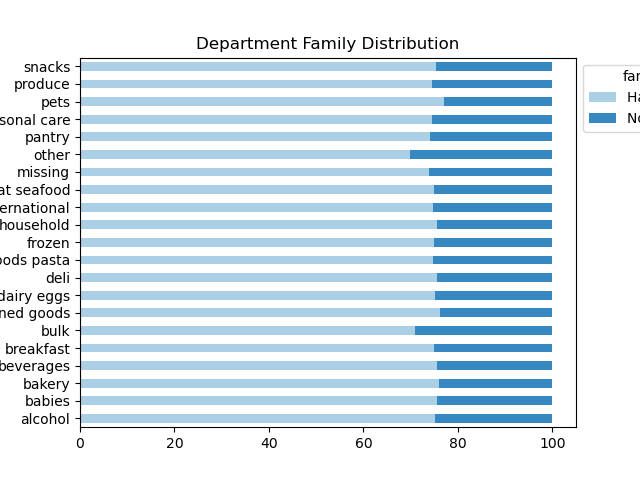 Department Family Distribution
snacks
produce
pets
sonal care
pantry
other
missing
at seafood
ernational
household
frozen
oods pasta
deli
dairy eggs
ned goods
bulk
breakfast
beverages
bakery
babies
alcohol
0 20 40 60 80 100
fan
Ha
No